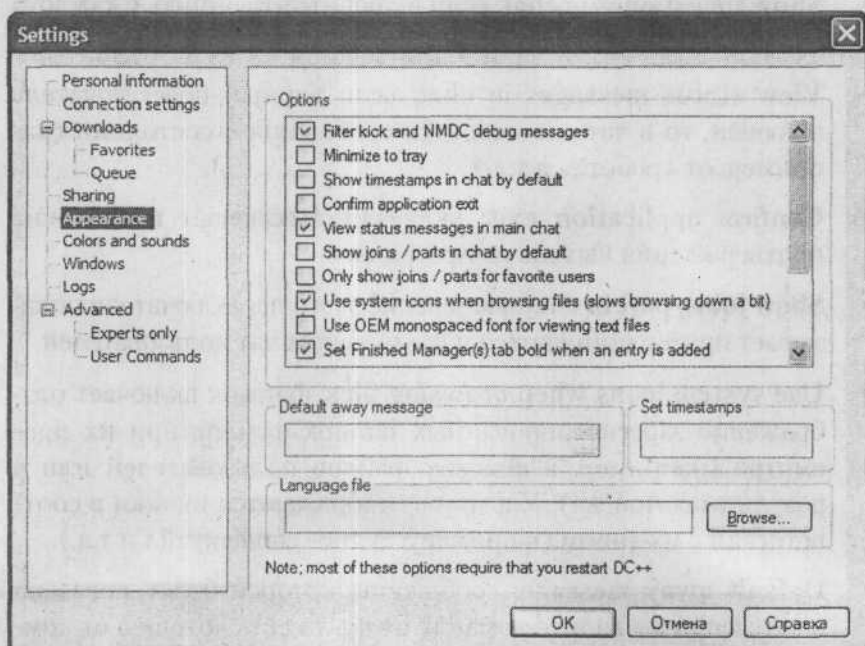 Settings
Personal information
Connection settings
Downloads
Favorites
Queue
Sharing
Appearance
Colors and sounds
Windows
Logs
Advanced
Experts only
User Commands
Options
Filter kick and NMDC debug messages
Minimize to tray
Show timestamps in chat by default
Confirm application exit
View status messages in main chat
Show joins / parts in chat by default
Only show joins / parts for favorite users
Use system icons when browsing files (slows browsing down a bit)
Use OEM monospaced font for viewing text files
Set Finished Manager(s) tab bold when an entry is added
Default away message
Set timestamps
Language file
Browse...
Note; most of these options require that you restart DC++
OK
Отмена
Справка